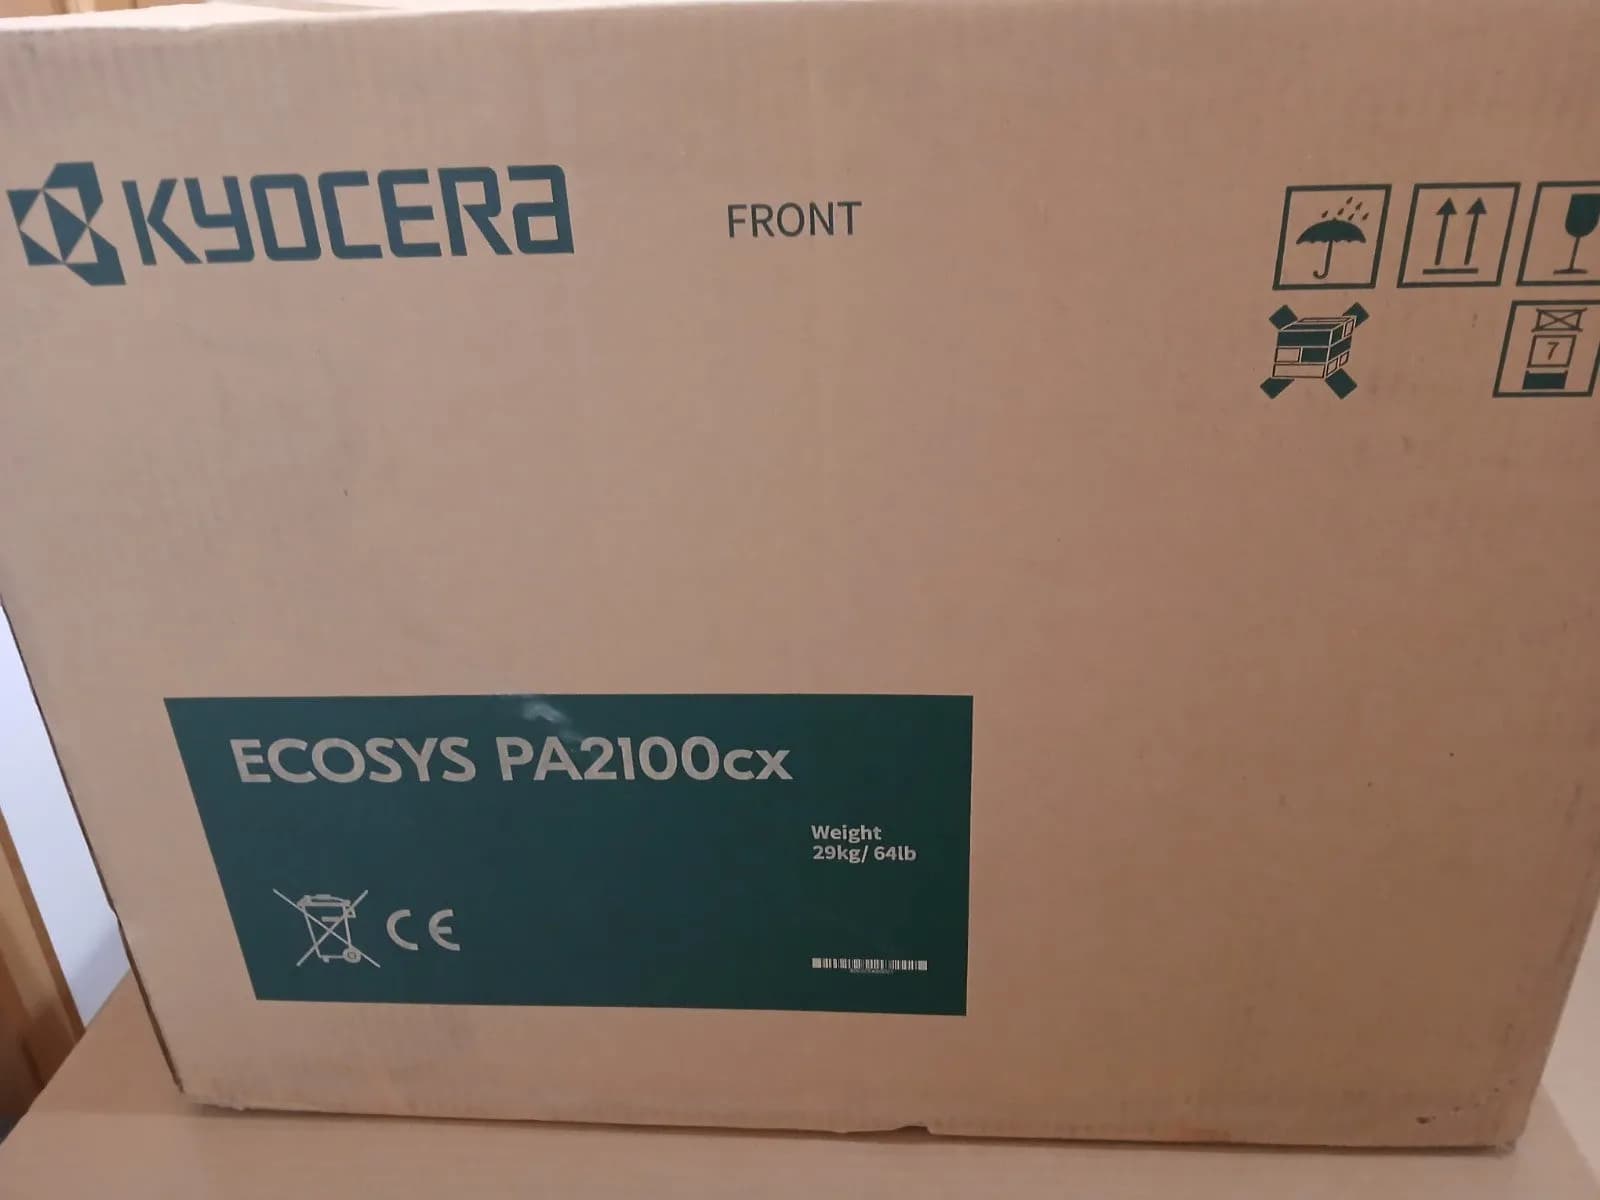 KYOCERA
FRONT
7
ECOSYS PA2100cx
Weight
29kg/ 64lb
CE